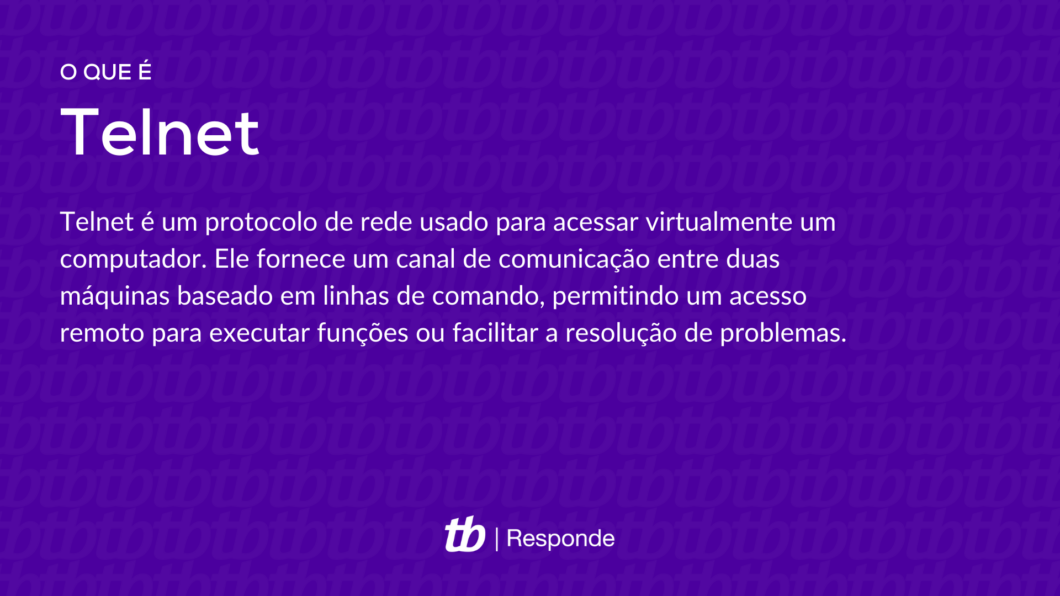 O QUE É
Telnet
Telnet é um protocolo de rede usado para acessar virtualmente um
computador. Ele fornece um canal de comunicação entre duas
máquinas baseado em linhas de comando, permitindo um acesso
remoto para executar funções ou facilitar a resolução de problemas.
tb | Responde